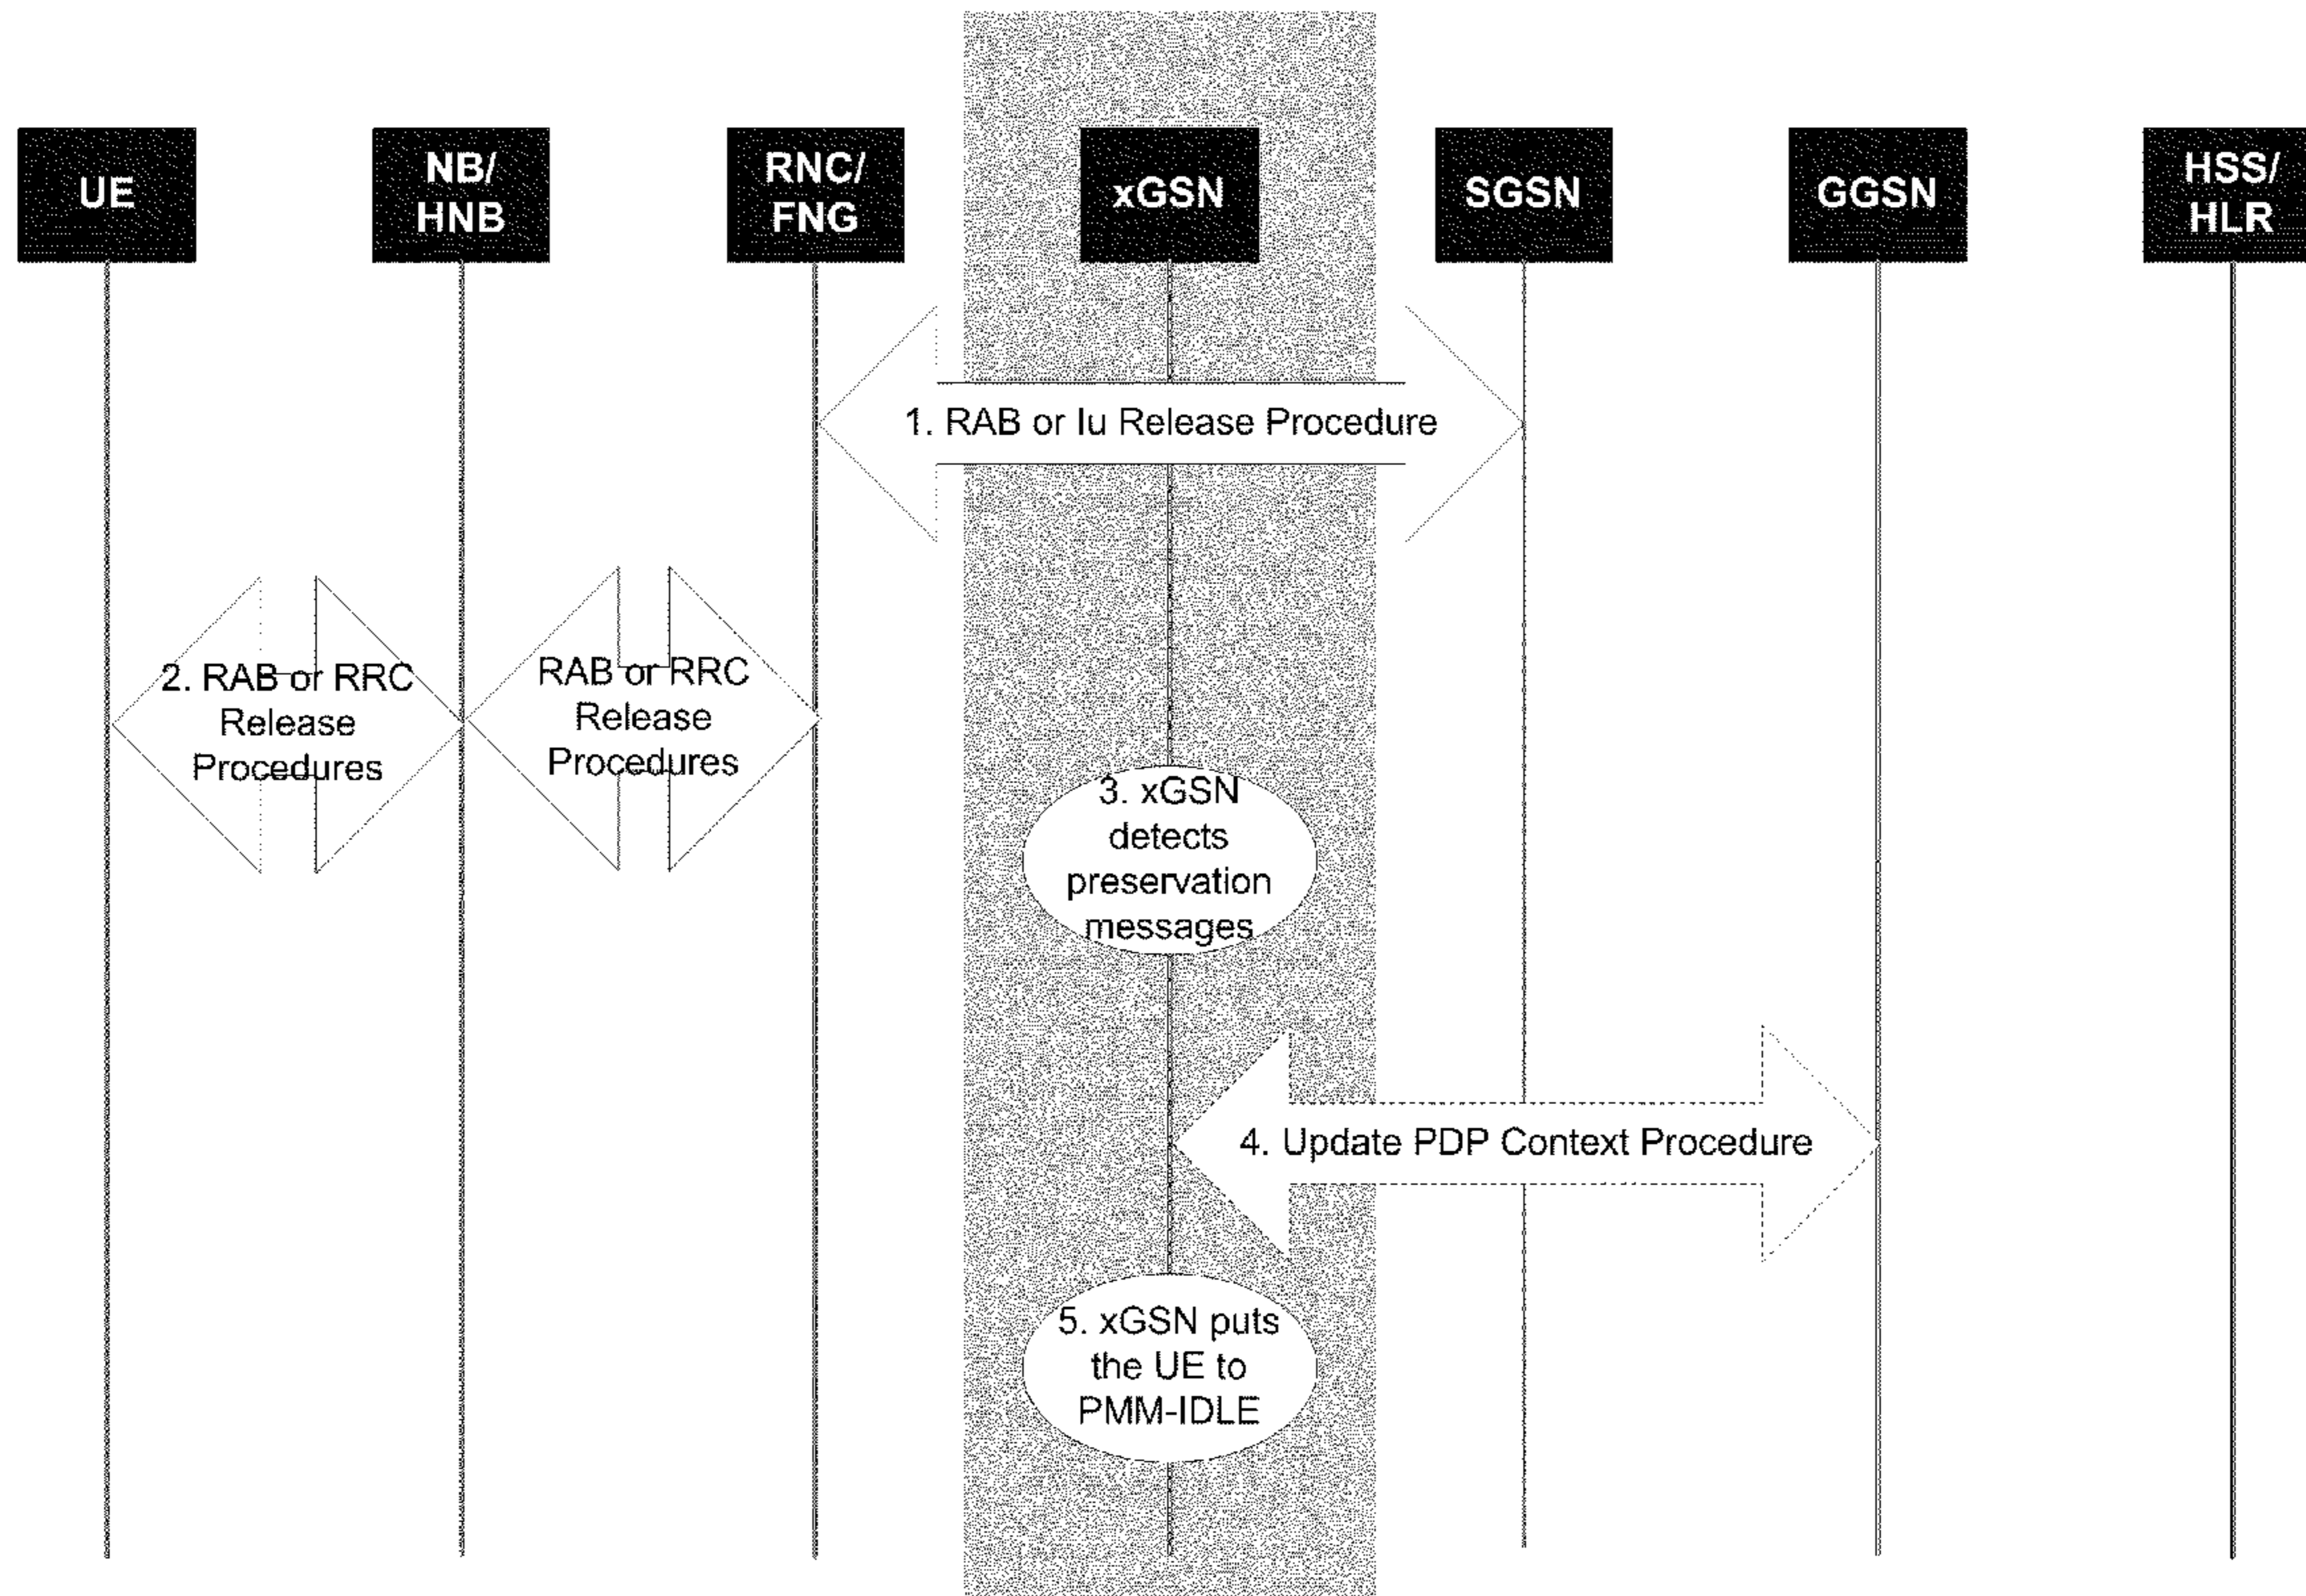 UE
NB/
HNB
RNC/
FNG
xGSN
SGSN
GGSN
HSS/
HLR
1. RAB or Iu Release Procedure
2. RAB or RRC
Release
Procedures
RAB or RRC
Release
Procedures
3. xGSN
detects
preservation
messages
4. Update PDP Context Procedure
5. xGSN puts
the UE to
PMM-IDLE